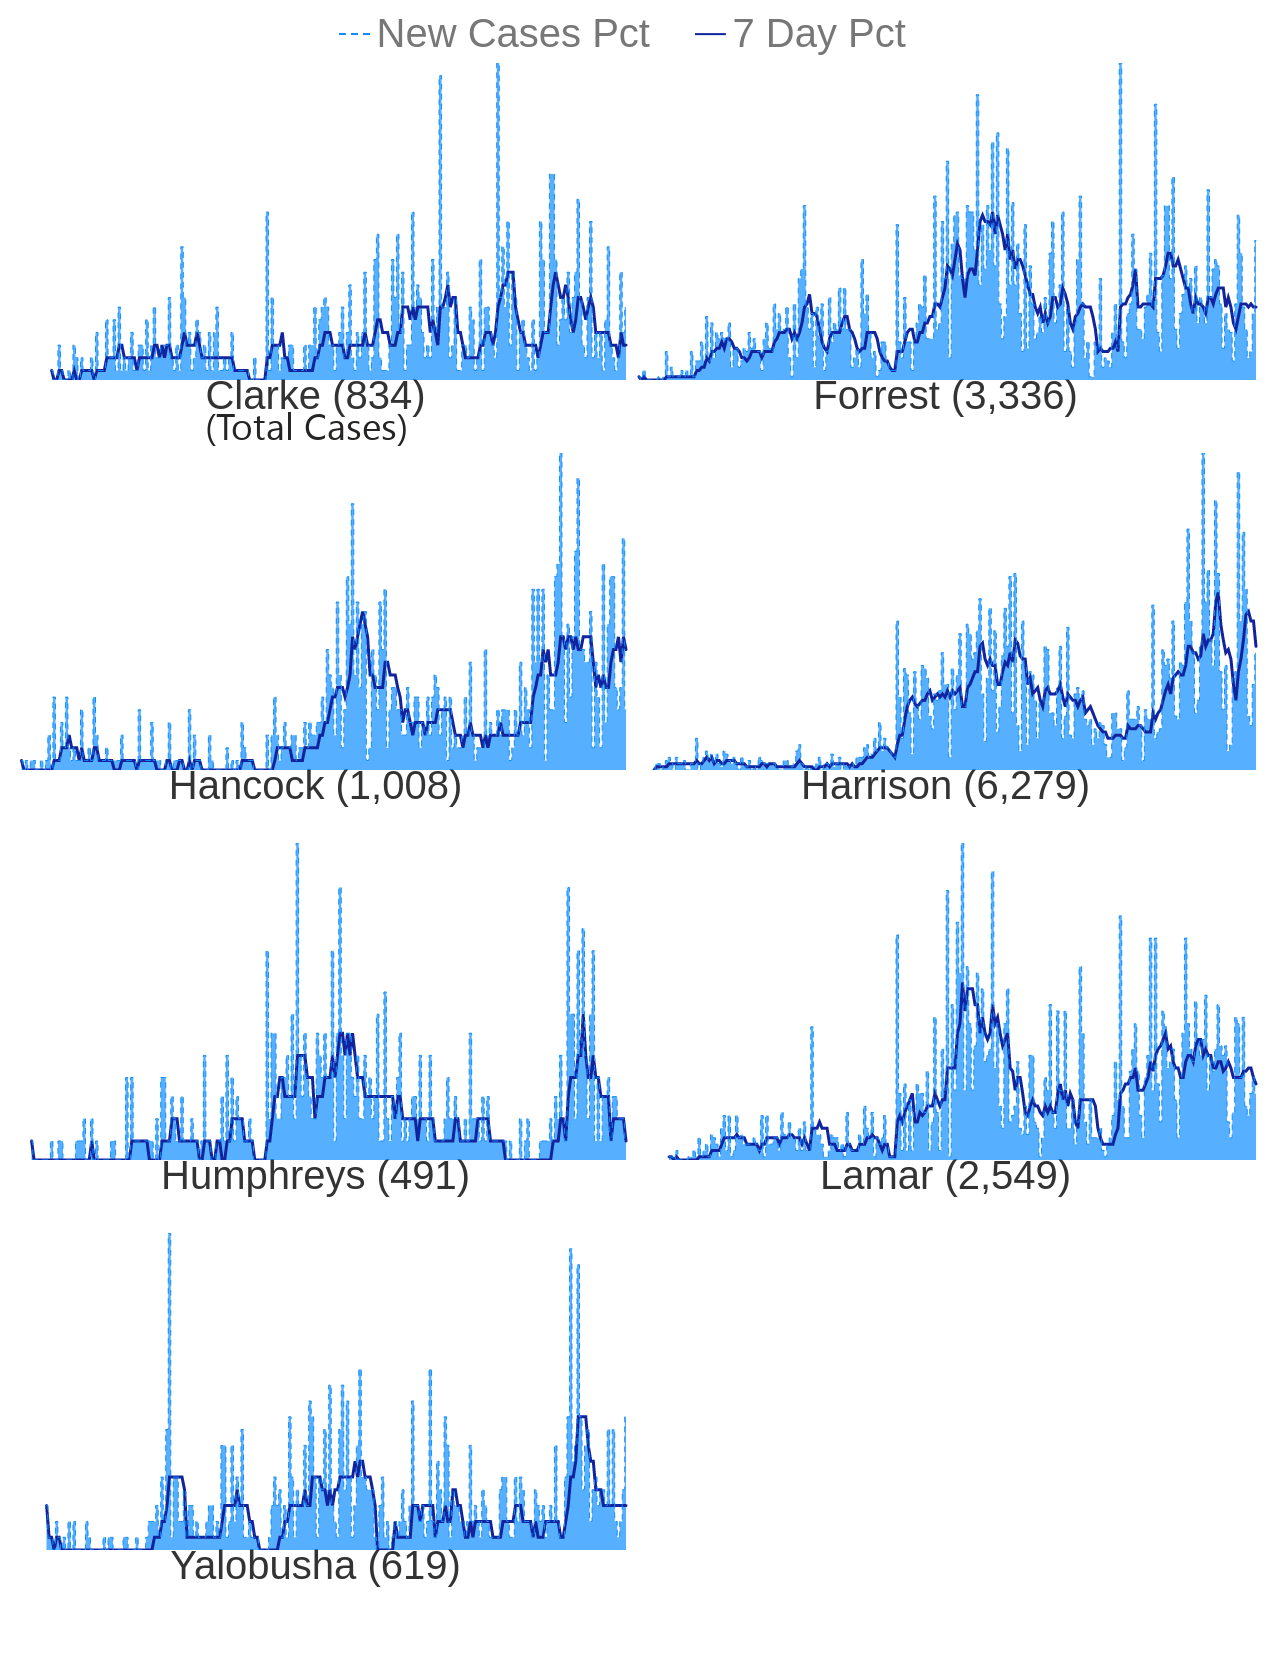 New Cases Pct 7 Day Pct
Clarke (834) Forrest (3,336)
(Total Cases)
Hancock (1,008) Harrison (6,279)
Humphreys (491) Lamar (2,549)
Yalobusha (619)